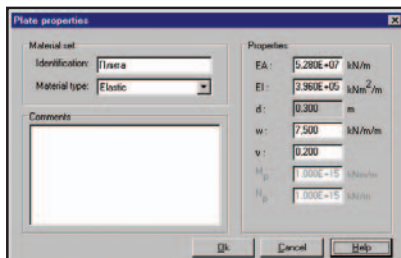 Plate properties
Material set
Identification: Плита
Material type: Elastic
Comments
Properties
EA : 5,280E+07 kN/m
EI : 3,960E+05 kNm²/m
d : 0,300 m
w : 7,500 kN/m/m
ν : 0,200
Mp 1,000E+15 kNm/m
Np 1,000E+15 kN/m
Ok Cancel Help